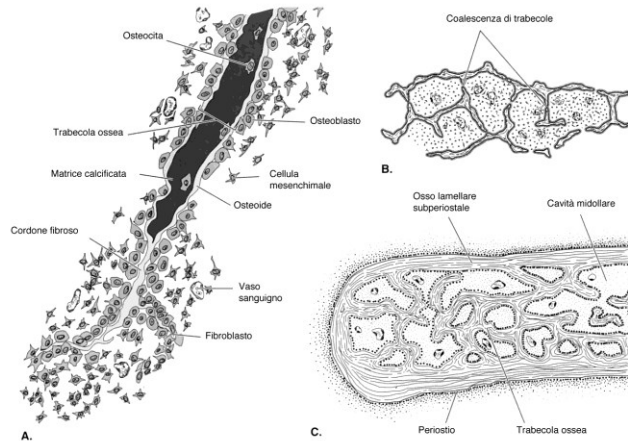 Osteocita
Trabecola ossea
Matrice calcificata
Cordone fibroso
Osteoblasto
Cellula
mesenchimale
Osteoide
Vaso
sanguigno
Fibroblasto
A.
Coalescenza di trabecole
B.
Osso lamellare
subperiostale
Cavità midollare
Periostio
Trabecola ossea
C.